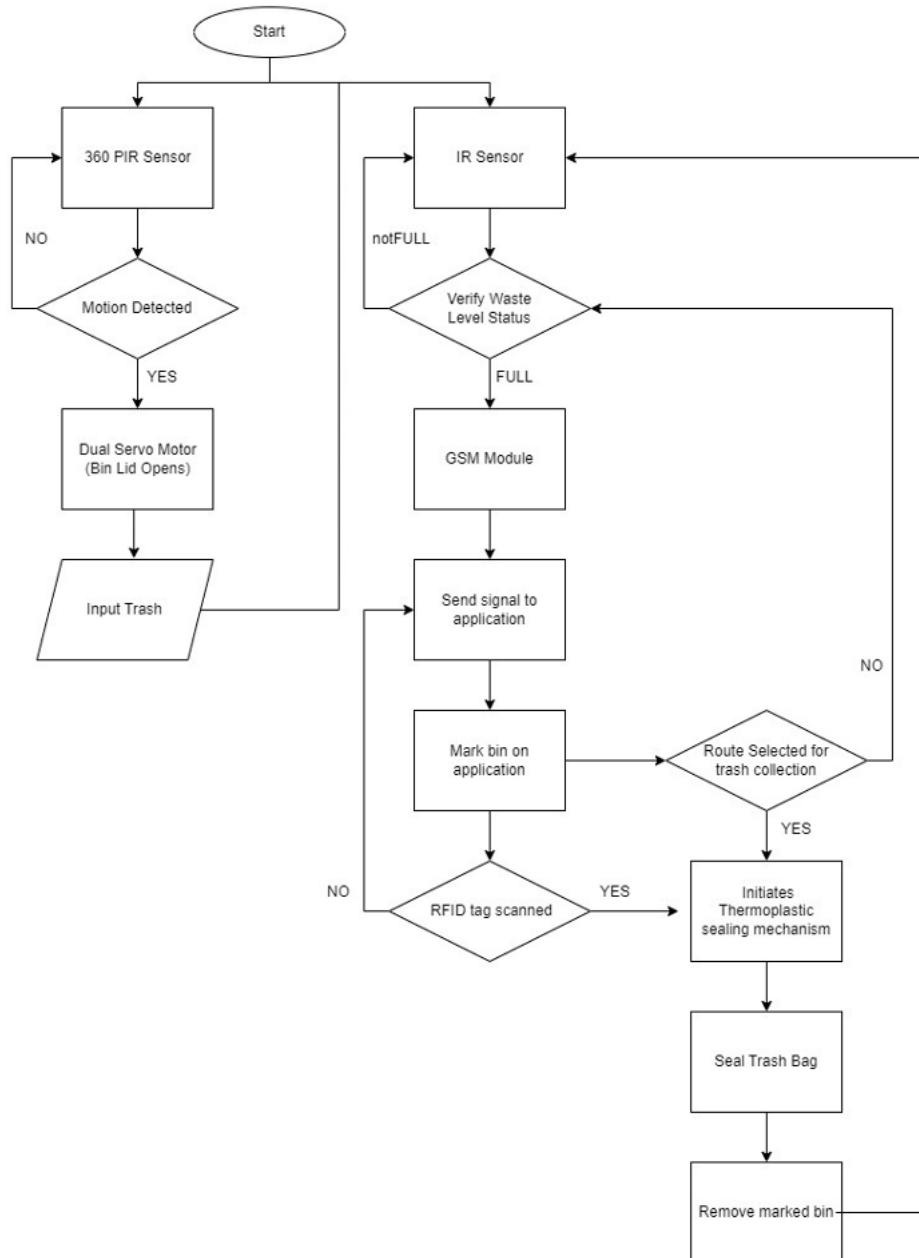 Start
360 PIR Sensor
IR Sensor
NO
notFULL
Motion Detected
Verify Waste
Level Status
YES
FULL
Dual Servo Motor
(Bin Lid Opens)
GSM Module
Input Trash
Send signal to
application
NO
Mark bin on
application
Route Selected for
trash collection
YES
NO
RFID tag scanned
YES
Initiates
Thermoplastic
sealing mechanism
Seal Trash Bag
Remove marked bin